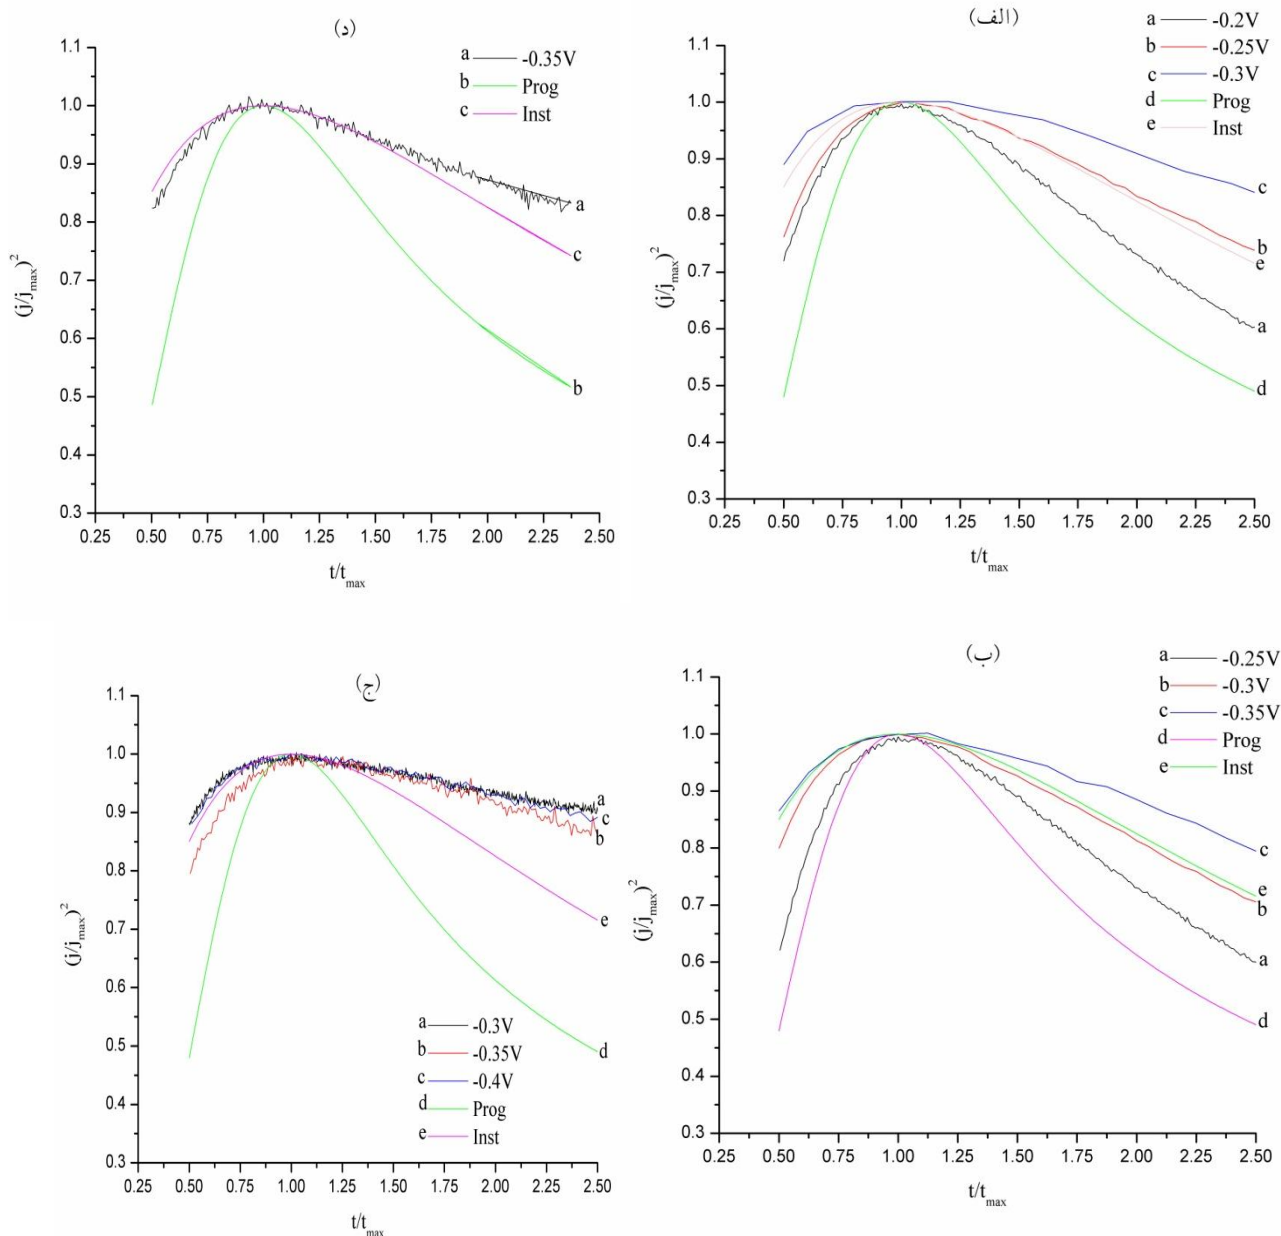 (د)
a -0.35V
b Prog
c Inst
1.1
1.0
0.9
0.8
0.7
0.6
0.5
0.4
0.3
(j/jmax)²
a
c
b
0.25 0.50 0.75 1.00 1.25 1.50 1.75 2.00 2.25 2.50
t/tmax
(الف)
a -0.2V
b -0.25V
c -0.3V
d Prog
e Inst
1.1
1.0
0.9
0.8
0.7
0.6
0.5
0.4
0.3
(j/jmax)²
c
b
e
a
d
0.25 0.50 0.75 1.00 1.25 1.50 1.75 2.00 2.25 2.50
t/tmax
(ج)
1.1
1.0
0.9
0.8
0.7
0.6
0.5
0.4
0.3
(j/jmax)²
a
c
b
e
d
a -0.3V
b -0.35V
c -0.4V
d Prog
e Inst
0.25 0.50 0.75 1.00 1.25 1.50 1.75 2.00 2.25 2.50
t/tmax
(ب)
a -0.25V
b -0.3V
c -0.35V
d Prog
e Inst
1.1
1.0
0.9
0.8
0.7
0.6
0.5
0.4
0.3
(j/jmax)²
c
e
b
a
d
0.25 0.50 0.75 1.00 1.25 1.50 1.75 2.00 2.25 2.50
t/tmax